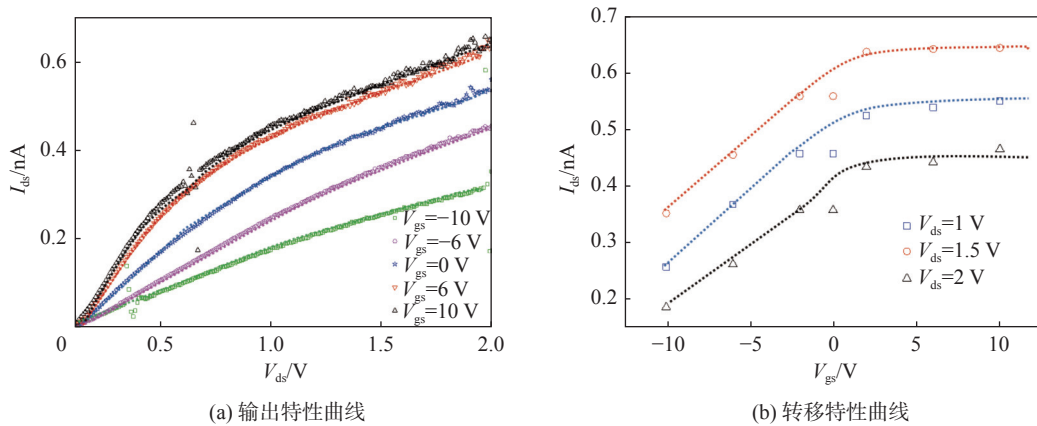 0.6
0.4
0.2
0
0.5
1.0
1.5
2.0
I_ds/nA
V_ds/V
V_gs=−10 V
V_gs=−6 V
V_gs=0 V
V_gs=6 V
V_gs=10 V
(a) 输出特性曲线
0.7
0.6
0.5
0.4
0.3
0.2
−10
−5
0
5
10
I_ds/nA
V_gs/V
V_ds=1 V
V_ds=1.5 V
V_ds=2 V
(b) 转移特性曲线